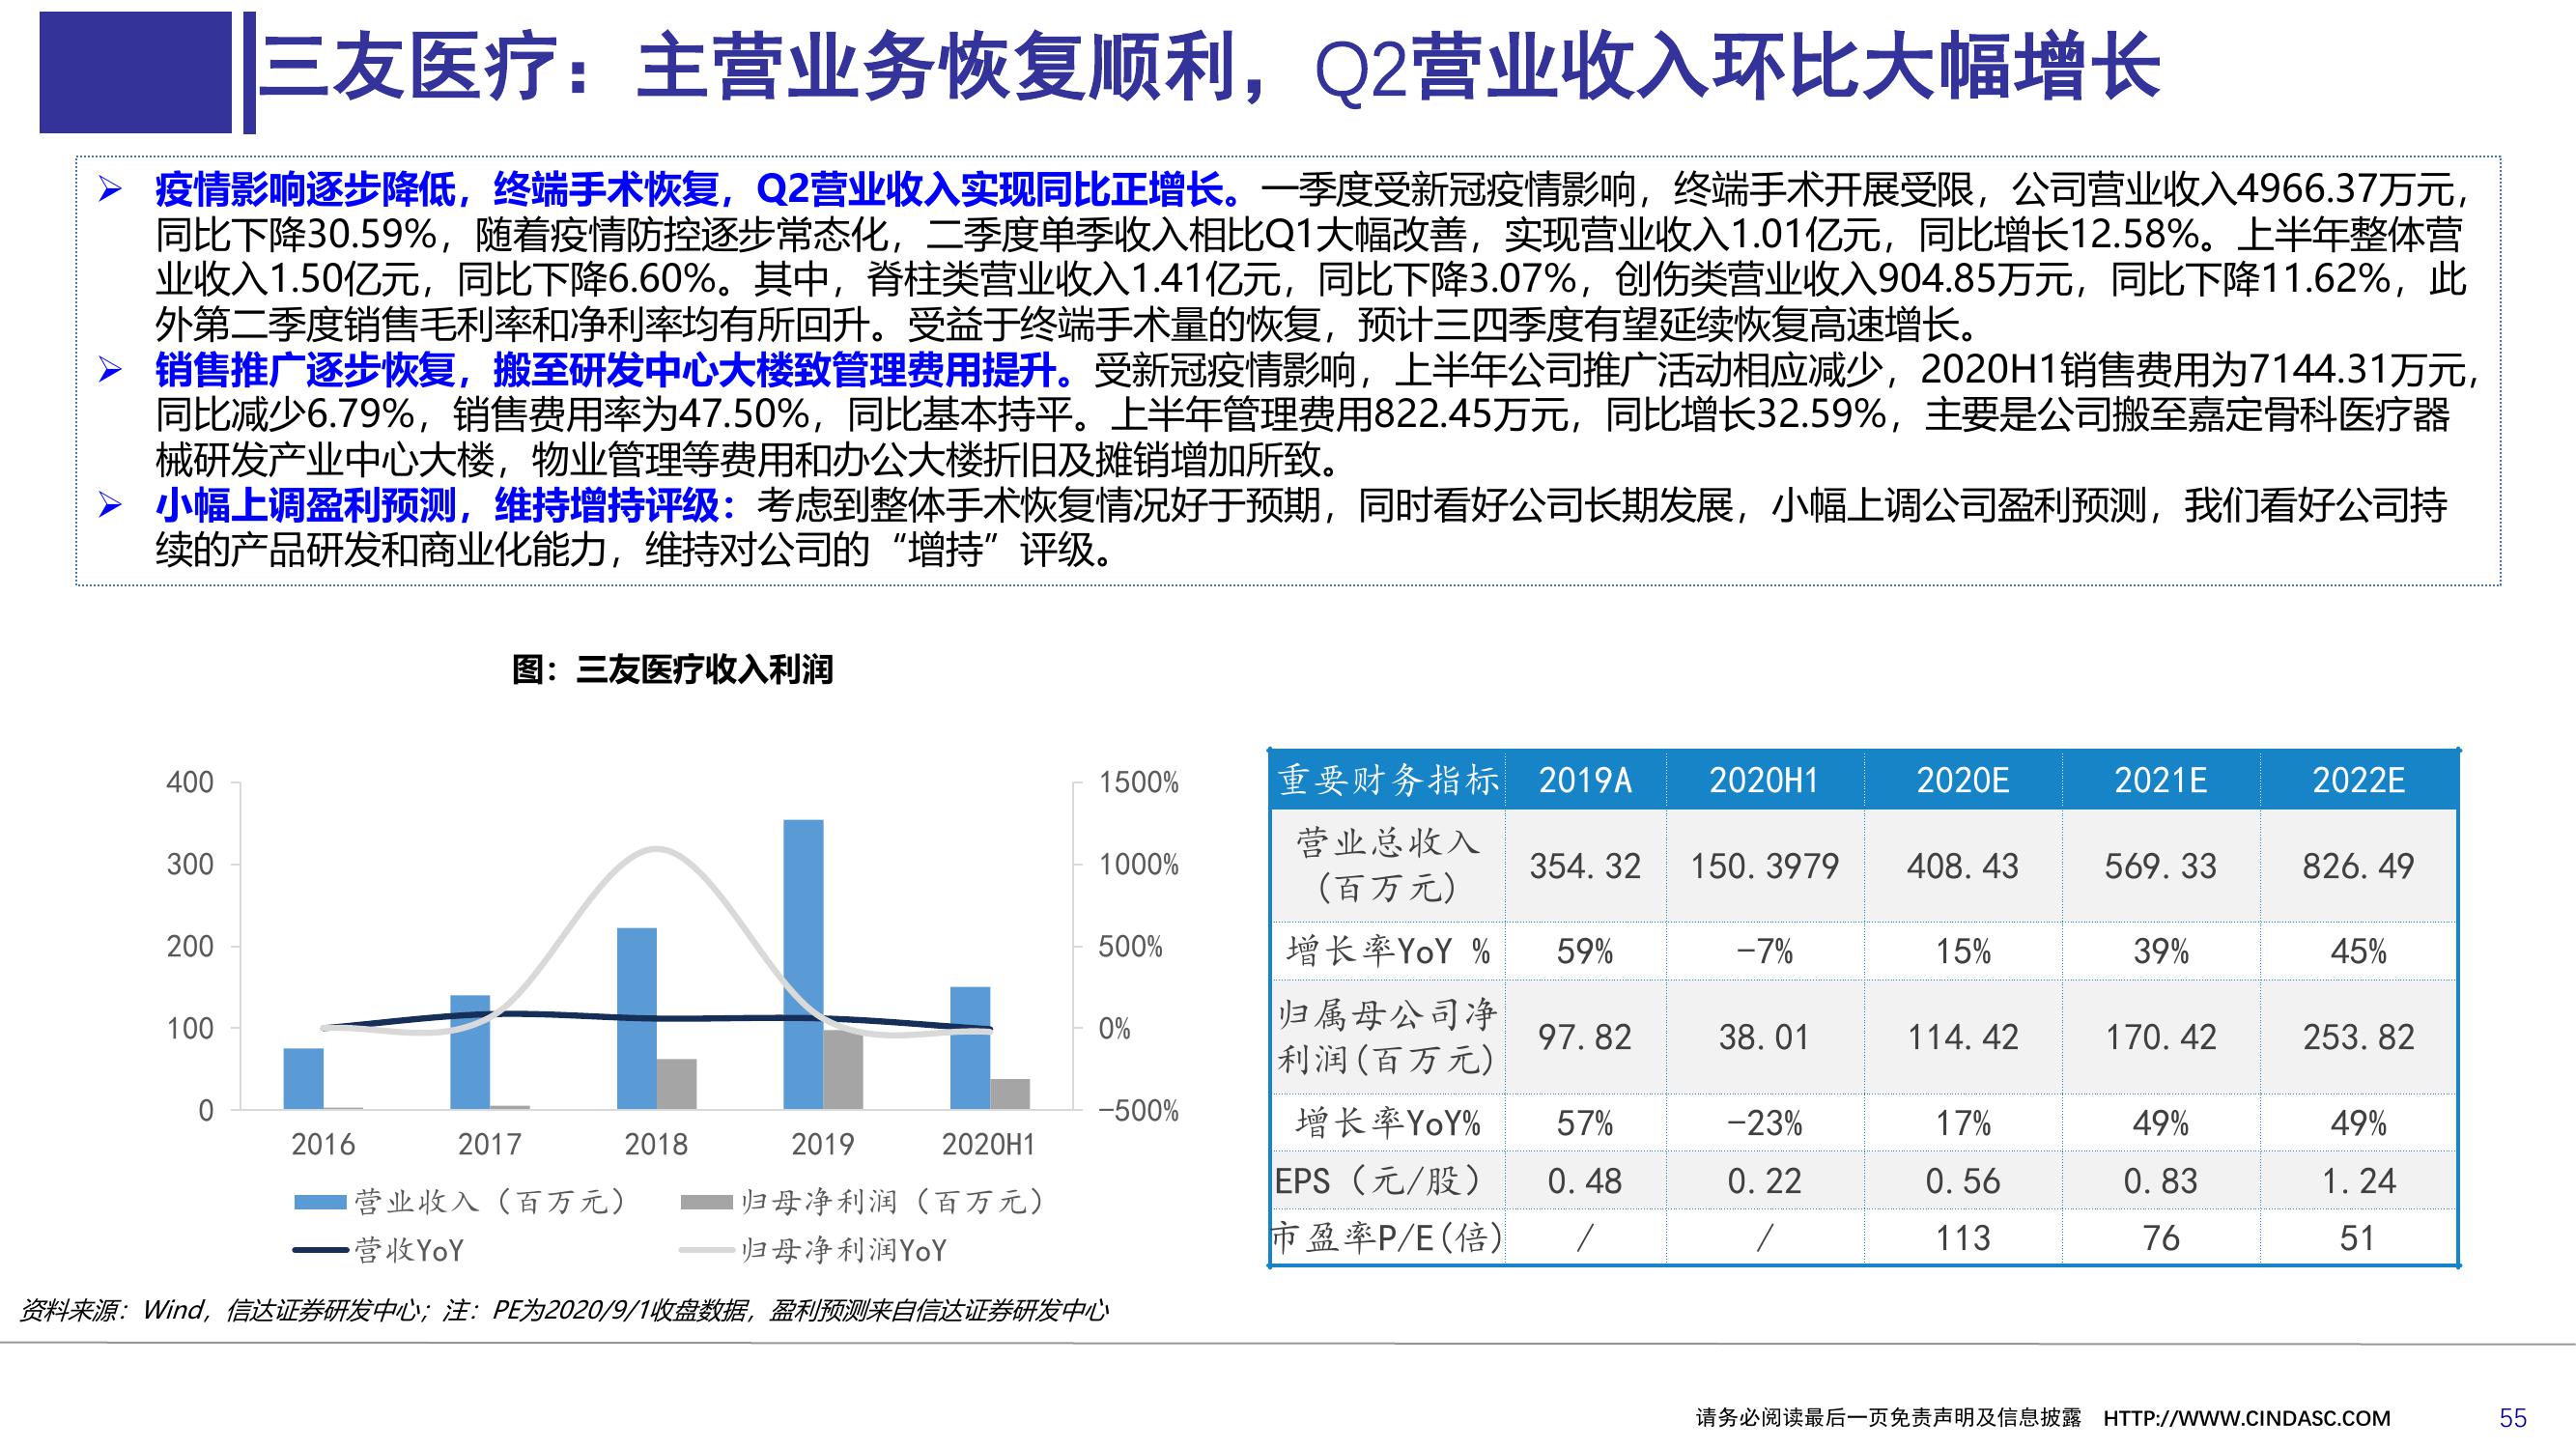 三友医疗：主营业务恢复顺利，Q2营业收入环比大幅增长
➢ 疫情影响逐步降低，终端手术恢复，Q2营业收入实现同比正增长。一季度受新冠疫情影响，终端手术开展受限，公司营业收入4966.37万元，
同比下降30.59%，随着疫情防控逐步常态化，二季度单季收入相比Q1大幅改善，实现营业收入1.01亿元，同比增长12.58%。上半年整体营
业收入1.50亿元，同比下降6.60%。其中，脊柱类营业收入1.41亿元，同比下降3.07%，创伤类营业收入904.85万元，同比下降11.62%，此
外第二季度销售毛利率和净利率均有所回升。受益于终端手术量的恢复，预计三四季度有望延续恢复高速增长。
➢ 销售推广逐步恢复，搬至研发中心大楼致管理费用提升。受新冠疫情影响，上半年公司推广活动相应减少，2020H1销售费用为7144.31万元，
同比减少6.79%，销售费用率为47.50%，同比基本持平。上半年管理费用822.45万元，同比增长32.59%，主要是公司搬至嘉定骨科医疗器
械研发产业中心大楼，物业管理等费用和办公大楼折旧及摊销增加所致。
➢ 小幅上调盈利预测，维持增持评级：考虑到整体手术恢复情况好于预期，同时看好公司长期发展，小幅上调公司盈利预测，我们看好公司持
续的产品研发和商业化能力，维持对公司的“增持”评级。
图：三友医疗收入利润
400 1500%
300 1000%
200 500%
100 0%
0 -500%
2016 2017 2018 2019 2020H1
营业收入（百万元） 归母净利润（百万元）
营收YoY 归母净利润YoY
重要财务指标 2019A 2020H1 2020E 2021E 2022E
营业总收入
(百万元) 354.32 150.3979 408.43 569.33 826.49
增长率YoY % 59% -7% 15% 39% 45%
归属母公司净
利润(百万元) 97.82 38.01 114.42 170.42 253.82
增长率YoY% 57% -23% 17% 49% 49%
EPS（元/股） 0.48 0.22 0.56 0.83 1.24
市盈率P/E(倍) / / 113 76 51
资料来源：Wind，信达证券研发中心；注：PE为2020/9/1收盘数据，盈利预测来自信达证券研发中心
请务必阅读最后一页免责声明及信息披露 HTTP://WWW.CINDASC.COM 55